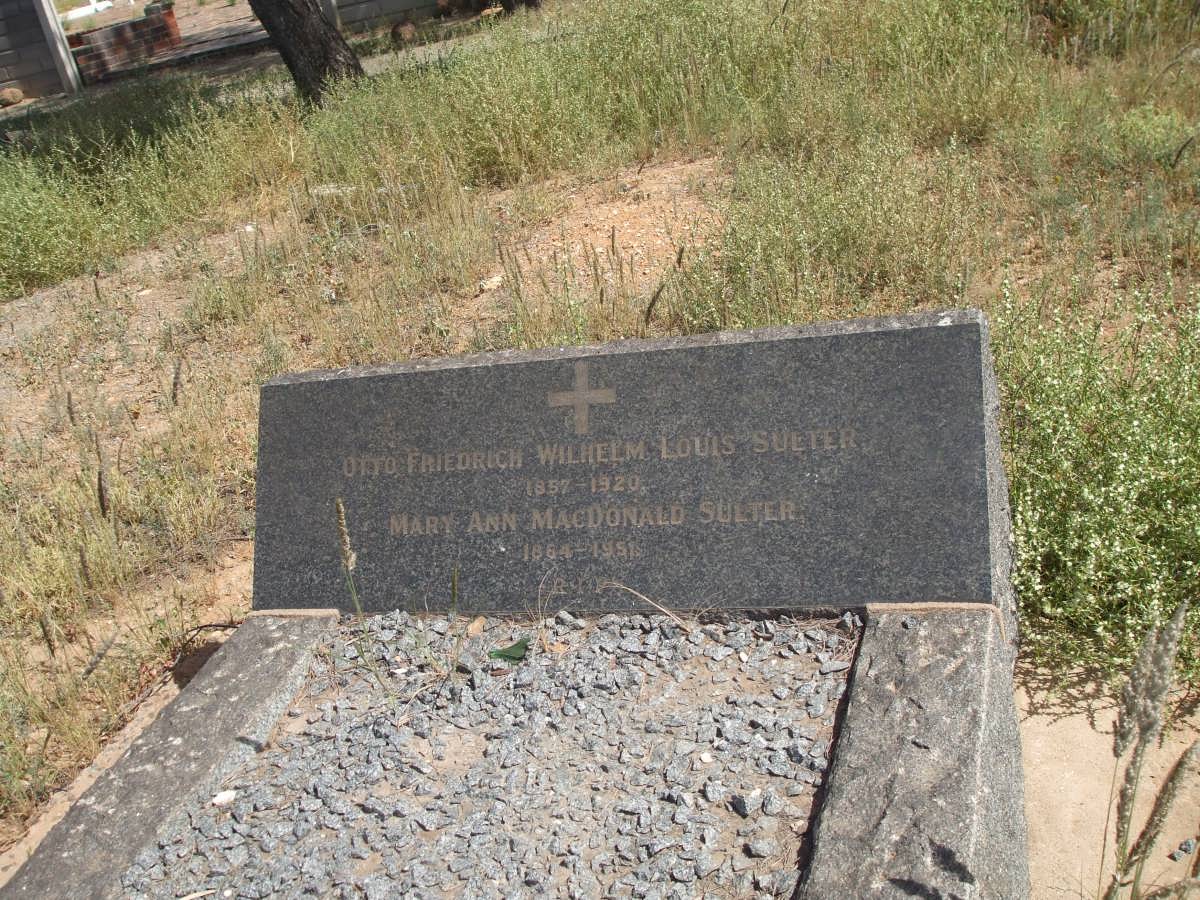 OTTO FRIEDRICH WILHELM LOUIS SULTER
1857-1920.
MARY ANN MACDONALD SULTER.
1864-1951.
R.I.P.